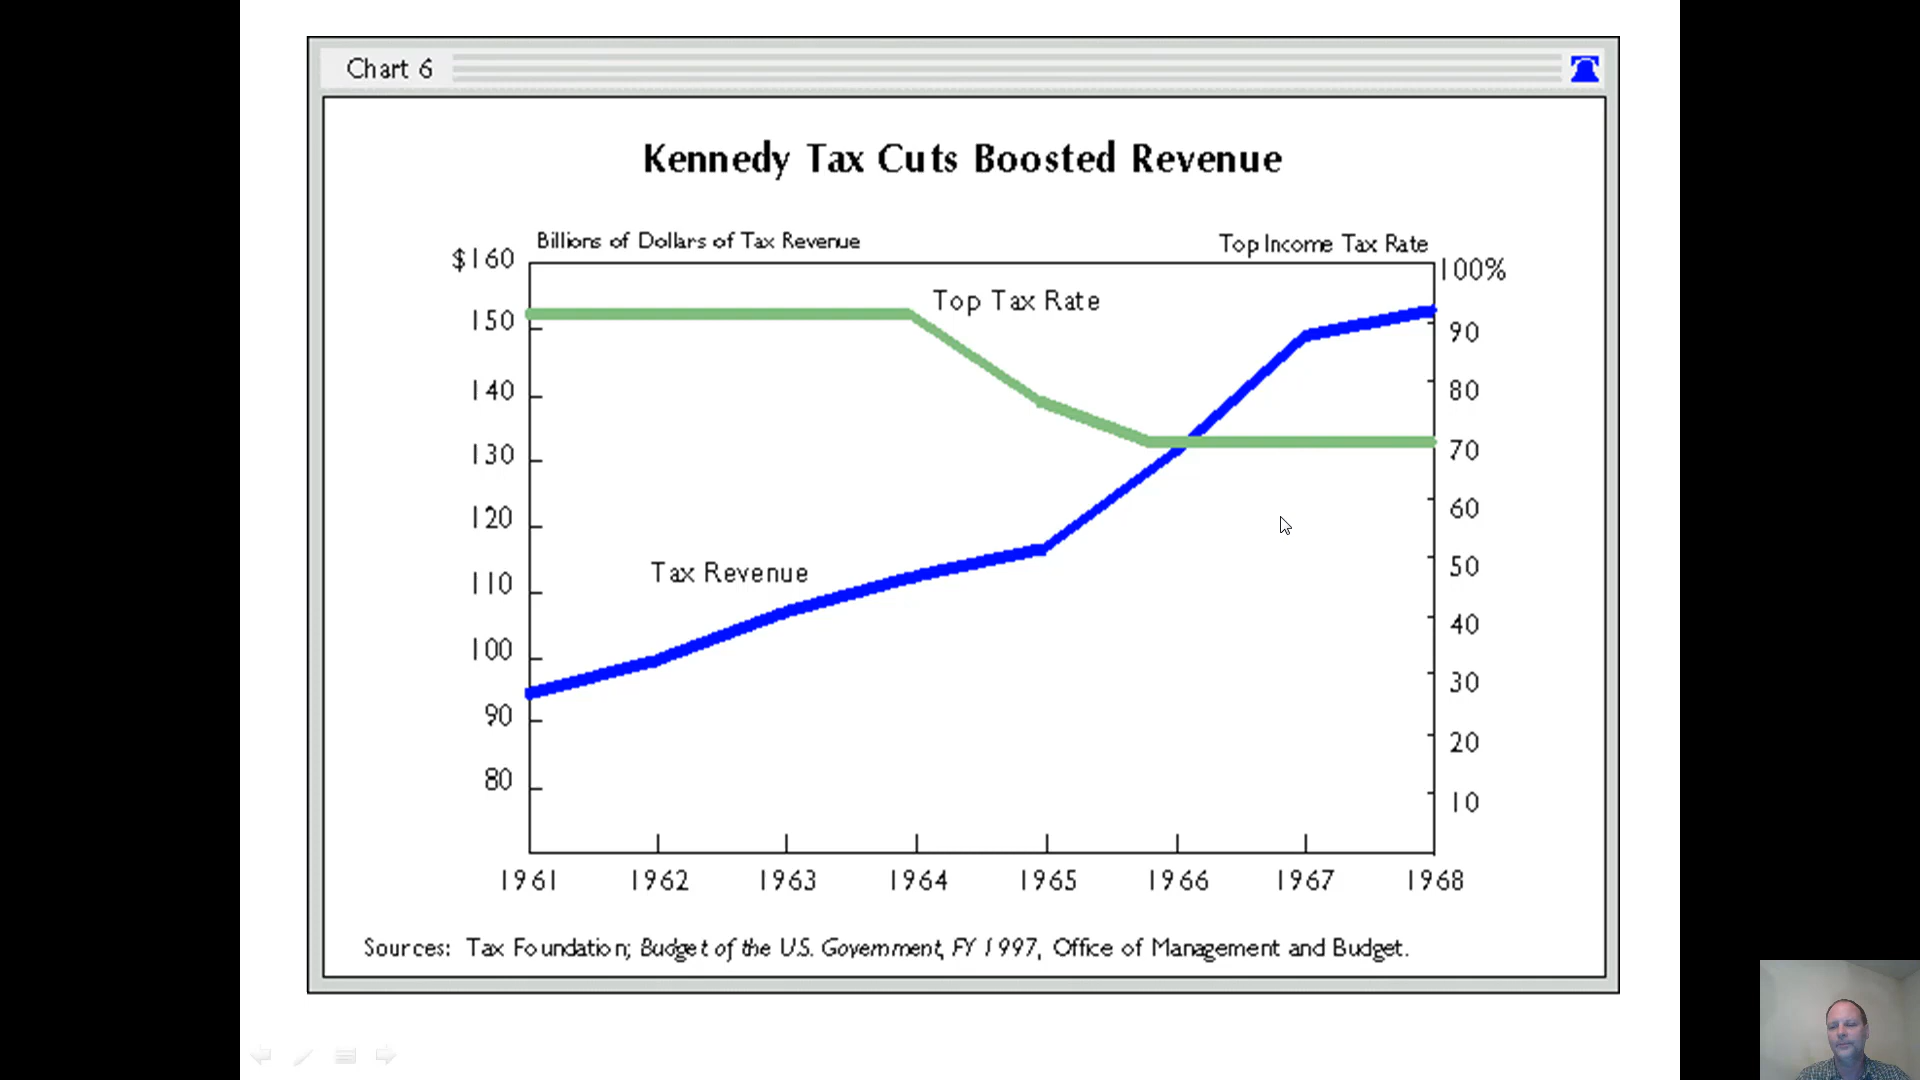 Chart 6
Kennedy Tax Cuts Boosted Revenue
Billions of Dollars of Tax Revenue
Top Income Tax Rate
$160
100%
Top Tax Rate
150
90
140
80
130
70
120
60
Tax Revenue
110
50
100
40
90
30
80
20
10
1961 1962 1963 1964 1965 1966 1967 1968
Sources: Tax Foundation; Budget of the U.S. Government, FY 1997, Office of Management and Budget.